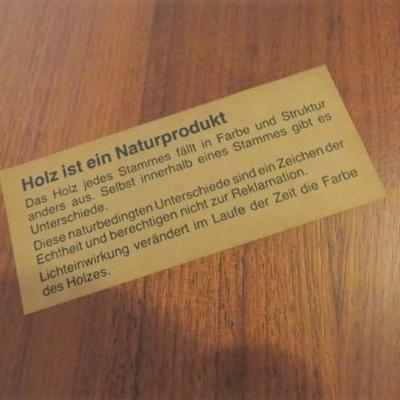 Holz ist ein Naturprodukt
Das Holz jedes Stammes fällt in Farbe und Struktur
anders aus. Selbst innerhalb eines Stammes gibt es
Unterschiede.
Diese naturbedingten Unterschiede sind ein Zeichen der
Echtheit und berechtigen nicht zur Reklamation.
Lichteinwirkung verändert im Laufe der Zeit die Farbe
des Holzes.